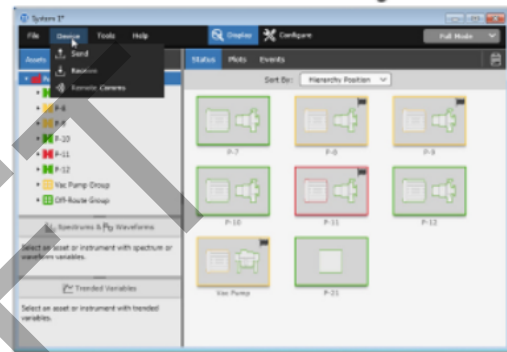 System 1*
File Device Tools Help Display Configure Full Mode
Assets Status Plots Events
Send
Receive
Remote Comms
Sort By: Hierarchy Position
P-8
P-9
P-10
P-11
P-12
Vac Pump Group
Off-Route Group
P-7 P-8 P-9
P-10 P-11 P-12
Vac Pump P-21
Spectrums & Waveforms
Select an asset or instrument with spectrum or
waveform variables.
Trended Variables
Select an asset or instrument with trended
variables.